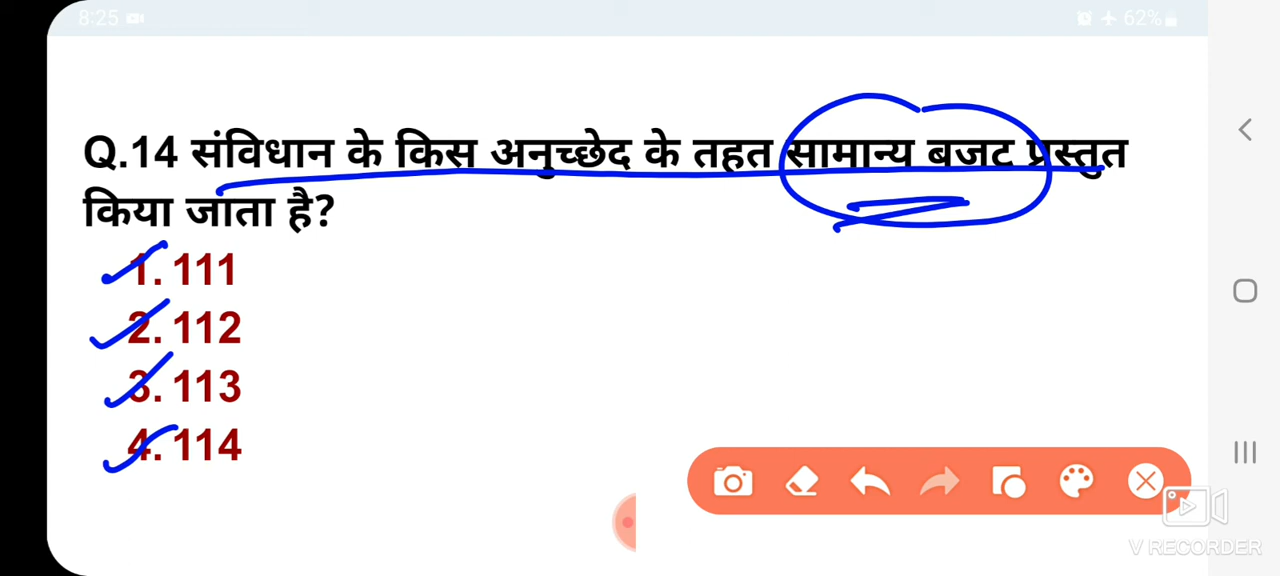 8:25
62%
Q.14 संविधान के किस अनुच्छेद के तहत सामान्य बजट प्रस्तुत
किया जाता है?
1. 111
2. 112
3. 113
4. 114
V RECORDER